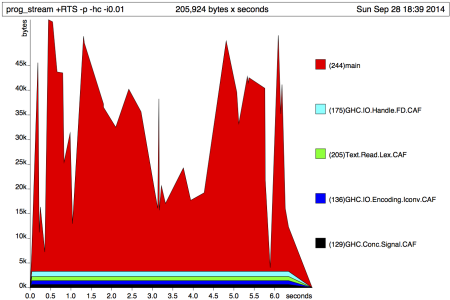 prog_stream +RTS -p -hc -i0.01 205,924 bytes x seconds Sun Sep 28 18:39 2014
bytes
45k
40k
35k
30k
25k
20k
15k
10k
5k
0k
0.0 0.5 1.0 1.5 2.0 2.5 3.0 3.5 4.0 4.5 5.0 5.5 6.0 seconds
(244)main
(175)GHC.IO.Handle.FD.CAF
(205)Text.Read.Lex.CAF
(136)GHC.IO.Encoding.Iconv.CAF
(129)GHC.Conc.Signal.CAF